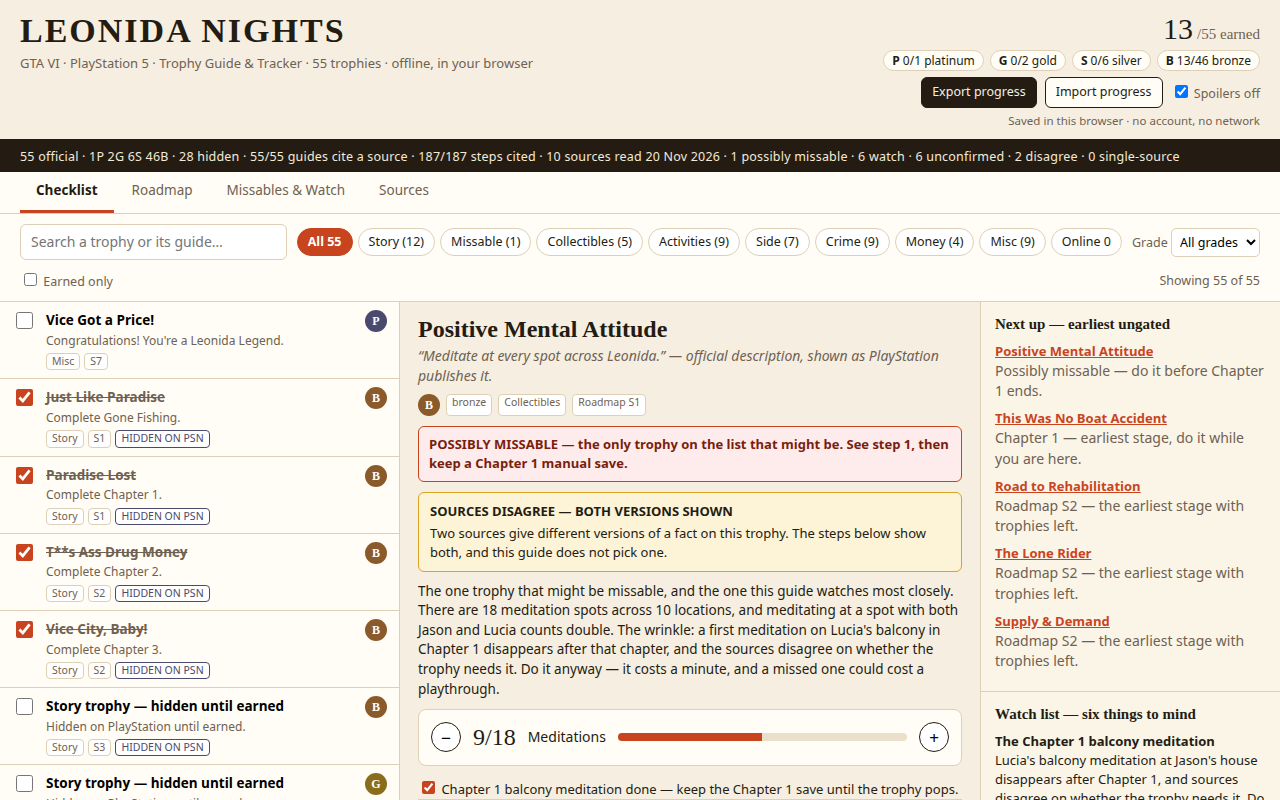 LEONIDA NIGHTS
GTA VI · PlayStation 5 · Trophy Guide & Tracker · 55 trophies · offline, in your browser
13 /55 earned
P 0/1 platinum
G 0/2 gold
S 0/6 silver
B 13/46 bronze
Export progress
Import progress
Spoilers off
Saved in this browser · no account, no network
55 official · 1P 2G 6S 46B · 28 hidden · 55/55 guides cite a source · 187/187 steps cited · 10 sources read 20 Nov 2026 · 1 possibly missable · 6 watch · 6 unconfirmed · 2 disagree · 0 single-source
Checklist
Roadmap
Missables & Watch
Sources
Search a trophy or its guide...
All 55
Story (12)
Missable (1)
Collectibles (5)
Activities (9)
Side (7)
Crime (9)
Money (4)
Misc (9)
Online 0
Grade
All grades
Earned only
Showing 55 of 55
Vice Got a Price!
P
Congratulations! You're a Leonida Legend.
Misc
S7
Just Like Paradise
B
Complete Gone Fishing.
Story
S1
HIDDEN ON PSN
Paradise Lost
B
Complete Chapter 1.
Story
S1
HIDDEN ON PSN
T**s Ass Drug Money
B
Complete Chapter 2.
Story
S2
HIDDEN ON PSN
Vice City, Baby!
B
Complete Chapter 3.
Story
S2
HIDDEN ON PSN
Story trophy — hidden until earned
B
Hidden on PlayStation until earned.
Story
S3
HIDDEN ON PSN
Story trophy — hidden until earned
G
Positive Mental Attitude
“Meditate at every spot across Leonida.” — official description, shown as PlayStation
publishes it.
B
bronze
Collectibles
Roadmap S1
POSSIBLY MISSABLE — the only trophy on the list that might be. See step 1, then
keep a Chapter 1 manual save.
SOURCES DISAGREE — BOTH VERSIONS SHOWN
Two sources give different versions of a fact on this trophy. The steps below show
both, and this guide does not pick one.
The one trophy that might be missable, and the one this guide watches most closely.
There are 18 meditation spots across 10 locations, and meditating at a spot with both
Jason and Lucia counts double. The wrinkle: a first meditation on Lucia's balcony in
Chapter 1 disappears after that chapter, and the sources disagree on whether the
trophy needs it. Do it anyway — it costs a minute, and a missed one could cost a
playthrough.
−
9/18
Meditations
+
Chapter 1 balcony meditation done — keep the Chapter 1 save until the trophy pops.
Next up — earliest ungated
Positive Mental Attitude
Possibly missable — do it before Chapter
1 ends.
This Was No Boat Accident
Chapter 1 — earliest stage, do it while
you are here.
Road to Rehabilitation
Roadmap S2 — the earliest stage with
trophies left.
The Lone Rider
Roadmap S2 — the earliest stage with
trophies left.
Supply & Demand
Roadmap S2 — the earliest stage with
trophies left.
Watch list — six things to mind
The Chapter 1 balcony meditation
Lucia's balcony meditation at Jason's house
disappears after Chapter 1, and sources
disagree on whether the trophy needs it. Do